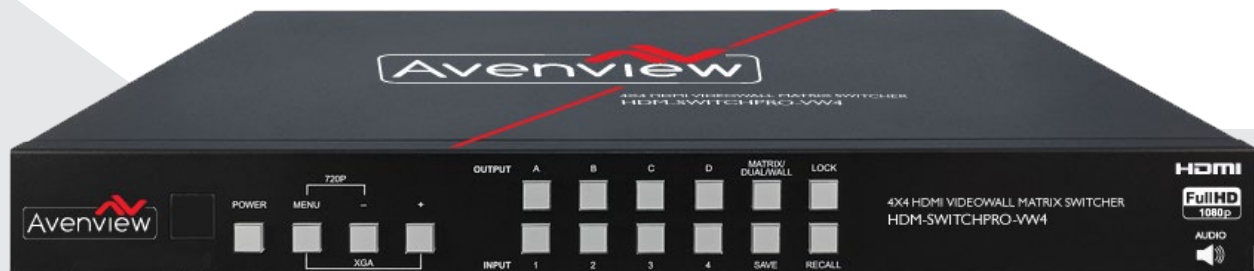 Avenview
4X4 HDMI VIDEOWALL MATRIX SWITCHER
HDM-SWITCHPRO-VW4
Avenview
POWER
720P
MENU
–
+
XGA
OUTPUT A B C D MATRIX/
DUAL/WALL LOCK
INPUT 1 2 3 4 SAVE RECALL
4X4 HDMI VIDEOWALL MATRIX SWITCHER
HDM-SWITCHPRO-VW4
HDMI
Full HD
1080p
AUDIO